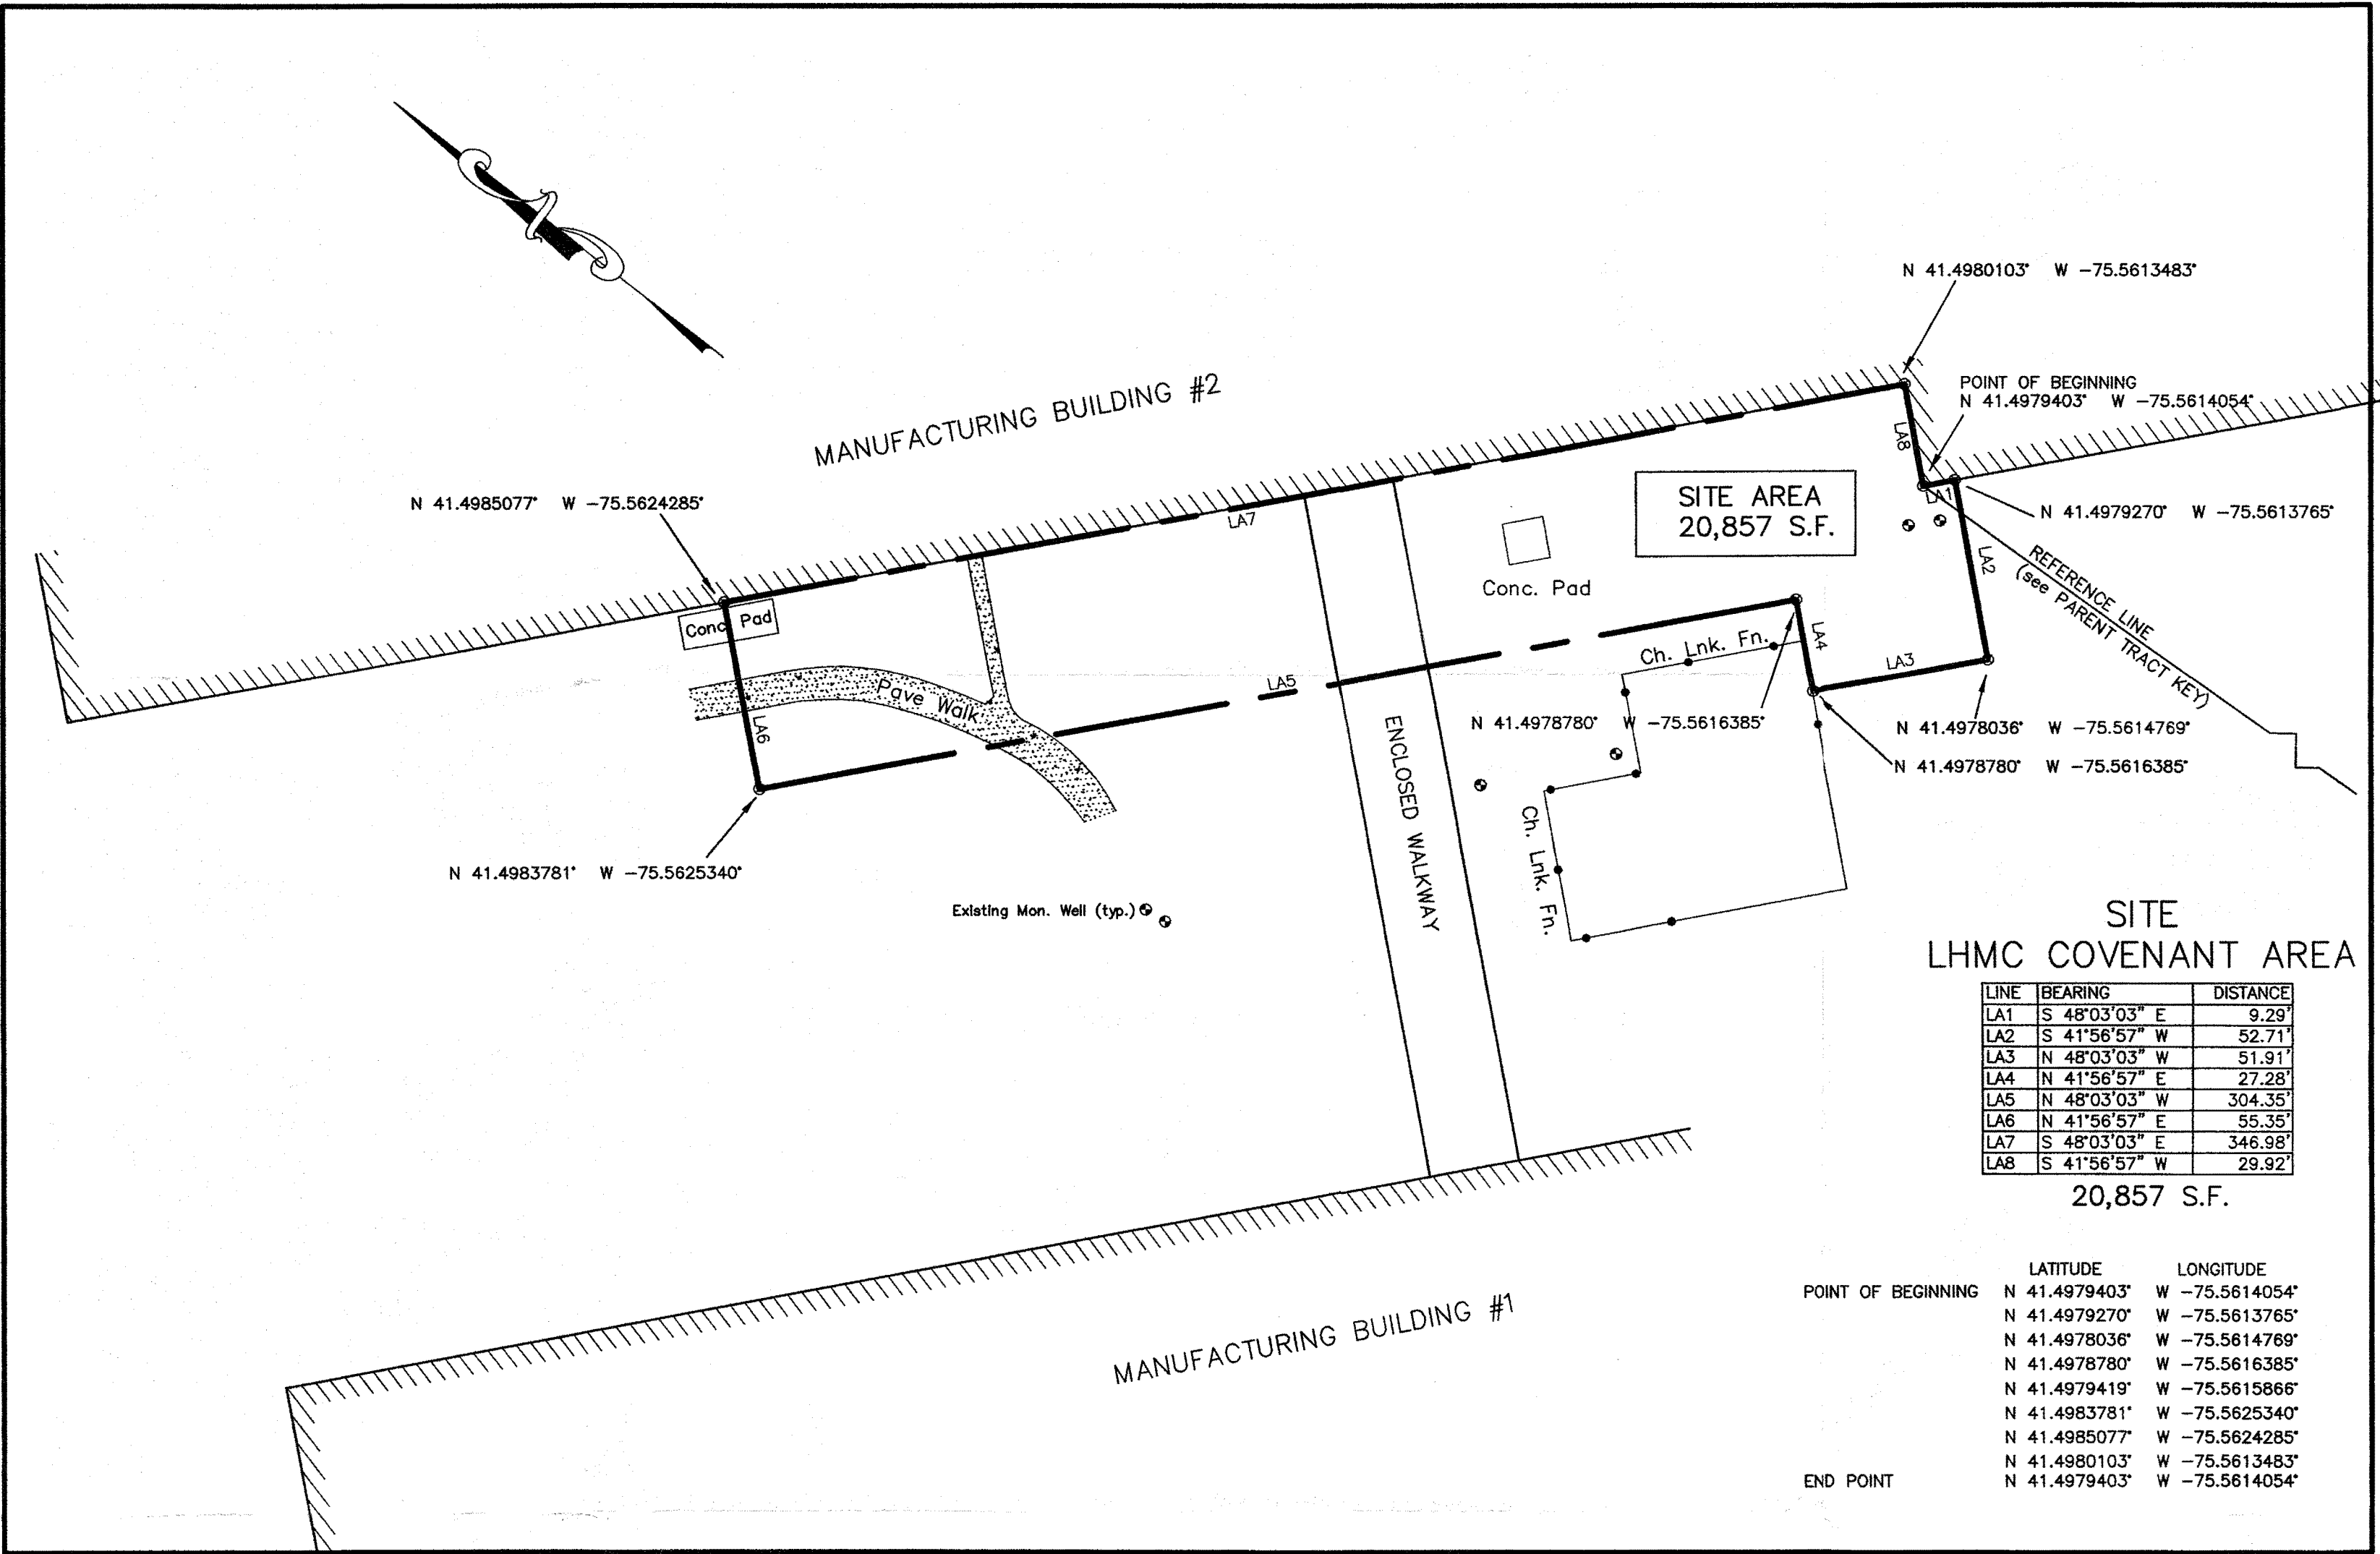 N 41.4980103° W -75.5613483°
POINT OF BEGINNING
N 41.4979403° W -75.5614054°
MANUFACTURING BUILDING #2
LA8
N 41.4985077° W -75.5624285°
SITE AREA
20,857 S.F.
LA1
N 41.4979270° W -75.5613765°
LA7
LA2
REFERENCE LINE
(see PARENT TRACT KEY)
Conc. Pad
Conc Pad
Ch. Lnk. Fn.
LA4
LA3
LA5
Pave Walk
LA6
N 41.4978780° W -75.5616385°
N 41.4978036° W -75.5614769°
N 41.4978780° W -75.5616385°
ENCLOSED WALKWAY
Ch. Lnk. Fn.
N 41.4983781° W -75.5625340°
Existing Mon. Well (typ.)
SITE
LHMC COVENANT AREA
LINE BEARING DISTANCE
LA1 S 48°03'03" E 9.29'
LA2 S 41°56'57" W 52.71'
LA3 N 48°03'03" W 51.91'
LA4 N 41°56'57" E 27.28'
LA5 N 48°03'03" W 304.35'
LA6 N 41°56'57" E 55.35'
LA7 S 48°03'03" E 346.98'
LA8 S 41°56'57" W 29.92'
20,857 S.F.
MANUFACTURING BUILDING #1
LATITUDE LONGITUDE
POINT OF BEGINNING N 41.4979403° W -75.5614054°
N 41.4979270° W -75.5613765°
N 41.4978036° W -75.5614769°
N 41.4978780° W -75.5616385°
N 41.4979419° W -75.5615866°
N 41.4983781° W -75.5625340°
N 41.4985077° W -75.5624285°
N 41.4980103° W -75.5613483°
END POINT N 41.4979403° W -75.5614054°